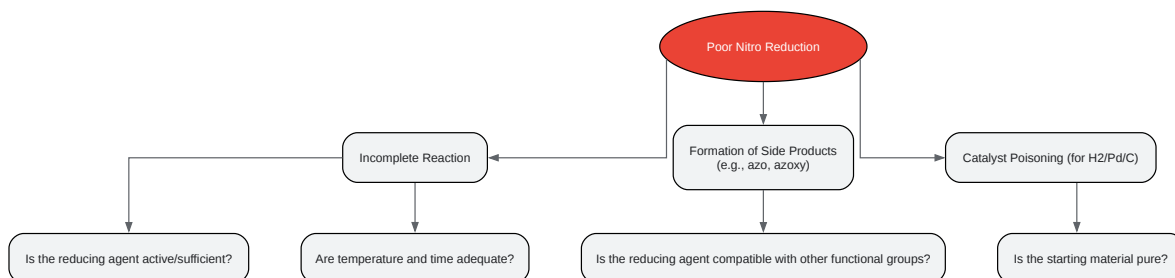 Poor Nitro Reduction
Incomplete Reaction
Formation of Side Products
(e.g., azo, azoxy)
Catalyst Poisoning (for H2/Pd/C)
Is the reducing agent active/sufficient?
Are temperature and time adequate?
Is the reducing agent compatible with other functional groups?
Is the starting material pure?